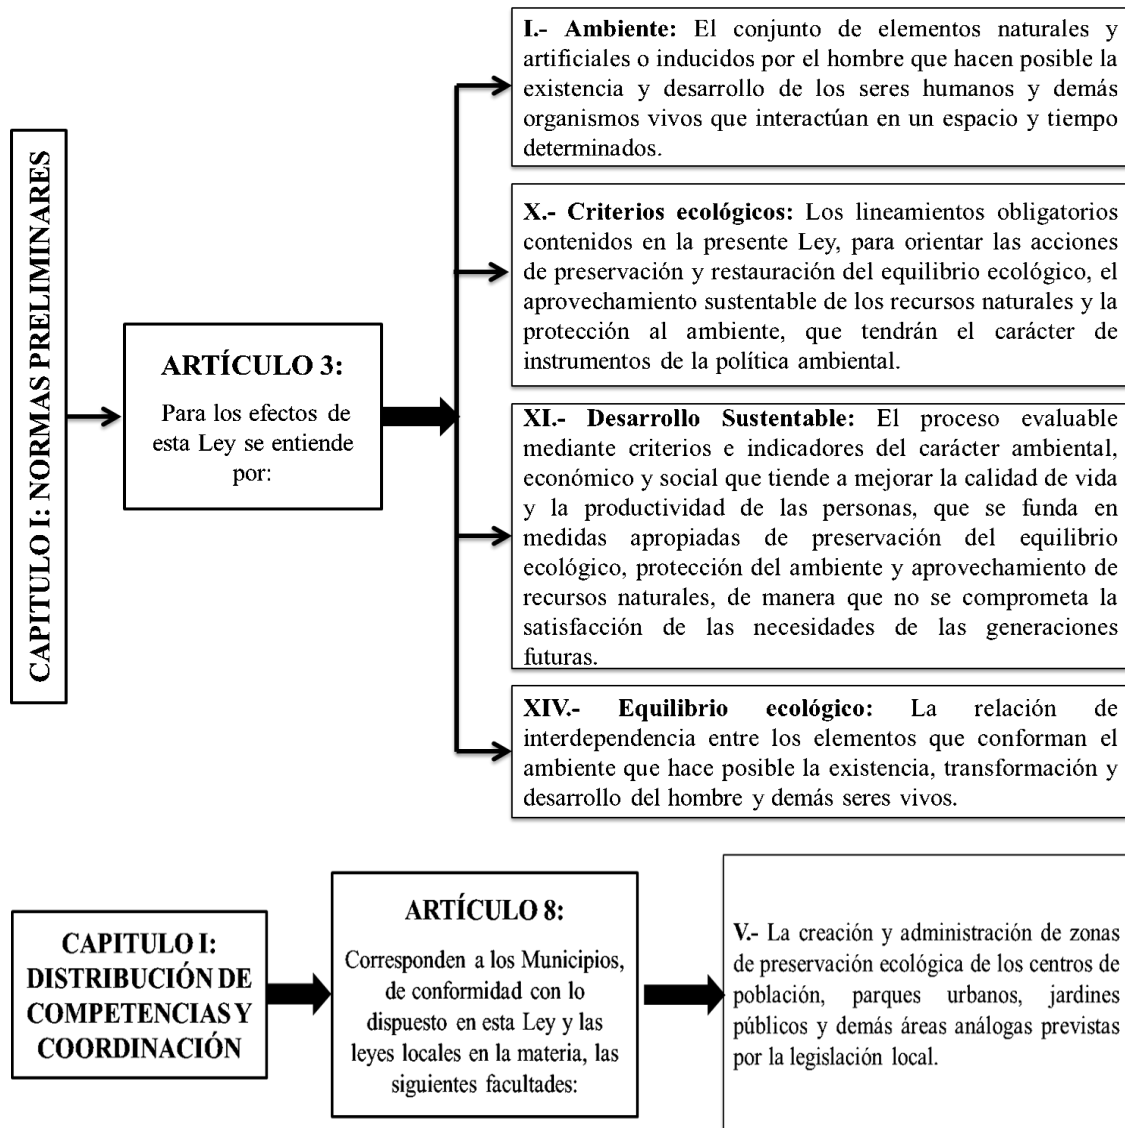 CAPITULO I: NORMAS PRELIMINARES
ARTÍCULO 3:
Para los efectos de
esta Ley se entiende
por:
I.- Ambiente: El conjunto de elementos naturales y
artificiales o inducidos por el hombre que hacen posible la
existencia y desarrollo de los seres humanos y demás
organismos vivos que interactúan en un espacio y tiempo
determinados.
X.- Criterios ecológicos: Los lineamientos obligatorios
contenidos en la presente Ley, para orientar las acciones
de preservación y restauración del equilibrio ecológico, el
aprovechamiento sustentable de los recursos naturales y la
protección al ambiente, que tendrán el carácter de
instrumentos de la política ambiental.
XI.- Desarrollo Sustentable: El proceso evaluable
mediante criterios e indicadores del carácter ambiental,
económico y social que tiende a mejorar la calidad de vida
y la productividad de las personas, que se funda en
medidas apropiadas de preservación del equilibrio
ecológico, protección del ambiente y aprovechamiento de
recursos naturales, de manera que no se comprometa la
satisfacción de las necesidades de las generaciones
futuras.
XIV.- Equilibrio ecológico: La relación de
interdependencia entre los elementos que conforman el
ambiente que hace posible la existencia, transformación y
desarrollo del hombre y demás seres vivos.
CAPITULO I:
DISTRIBUCIÓN DE
COMPETENCIAS Y
COORDINACIÓN
ARTÍCULO 8:
Corresponden a los Municipios,
de conformidad con lo
dispuesto en esta Ley y las
leyes locales en la materia, las
siguientes facultades:
V.- La creación y administración de zonas
de preservación ecológica de los centros de
población, parques urbanos, jardines
públicos y demás áreas análogas previstas
por la legislación local.